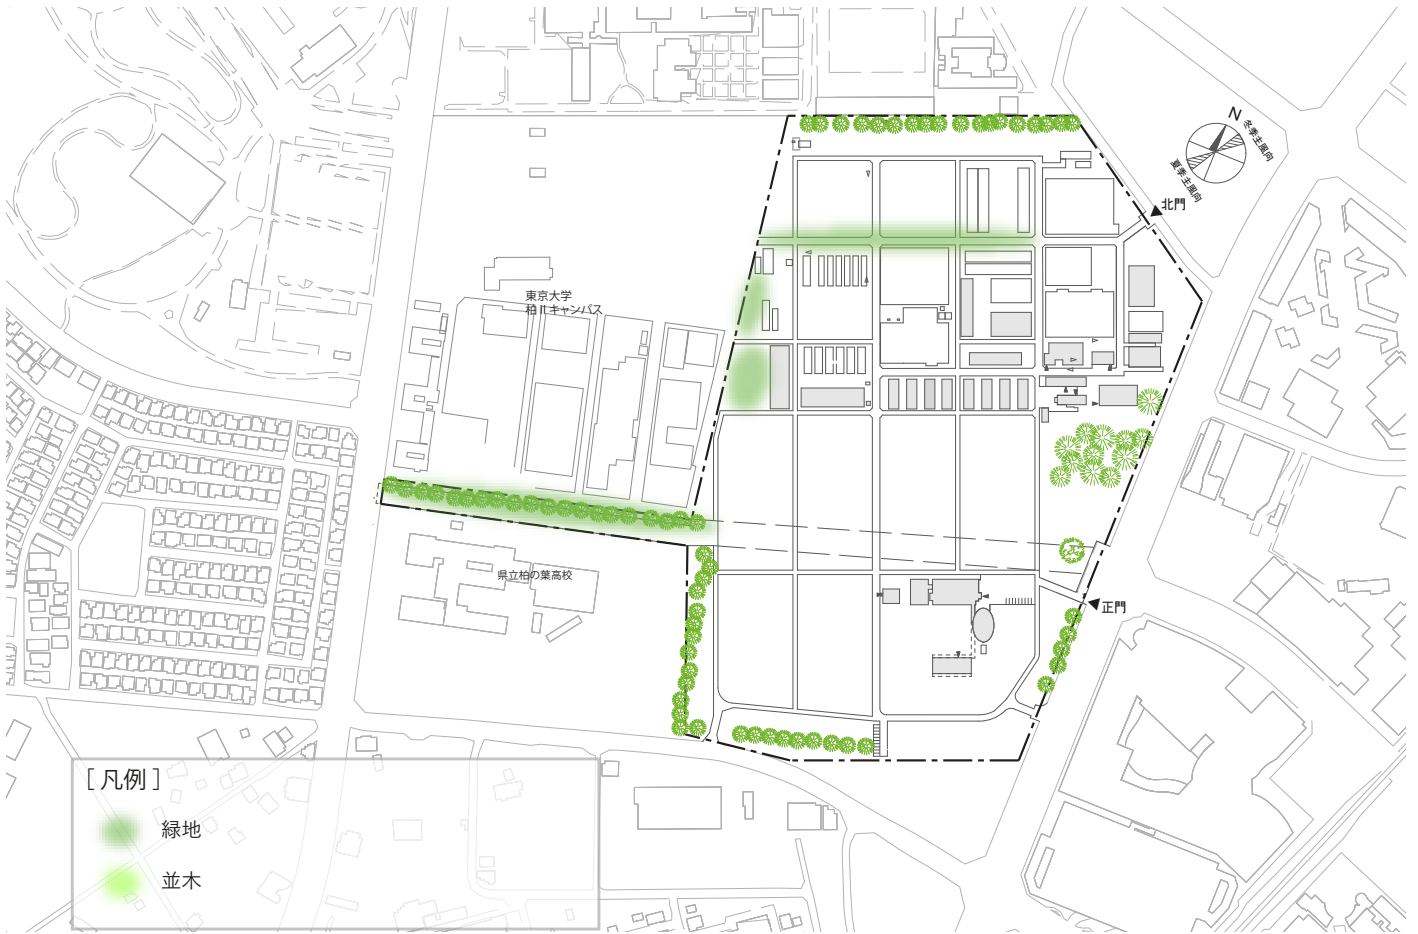 N
冬季主風向
夏季主風向
北門
東京大学
柏IIキャンパス
県立柏の葉高校
正門
[凡例]
緑地
並木